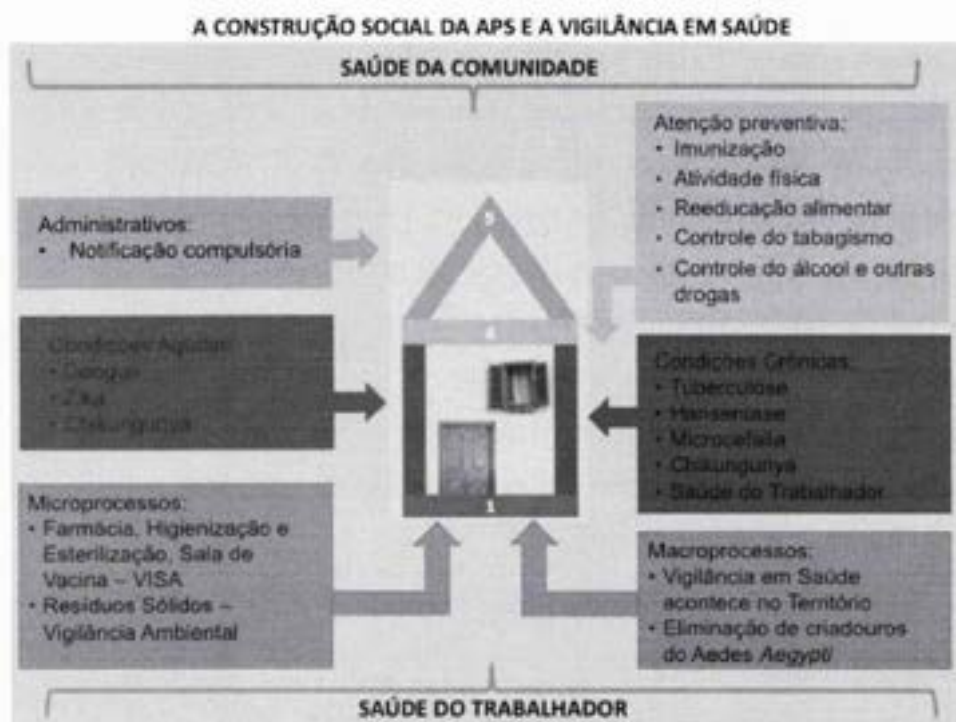 A CONSTRUÇÃO SOCIAL DA APS E A VIGILÂNCIA EM SAÚDE
SAÚDE DA COMUNIDADE
Administrativos:
• Notificação compulsória
Atenção preventiva:
• Imunização
• Atividade física
• Reeducação alimentar
• Controle do tabagismo
• Controle do álcool e outras
drogas
Condições Agudas:
• Dengue
• Zika
• Chikungunya
5
4
1
Condições Crônicas:
• Tuberculose
• Hanseníase
• Microcefalia
• Chikungunya
• Saúde do Trabalhador
Microprocessos:
• Farmácia, Higienização e
Esterilização, Sala de
Vacina – VISA
• Resíduos Sólidos –
Vigilância Ambiental
Macroprocessos:
• Vigilância em Saúde
acontece no Território
• Eliminação de criadouros
do Aedes Aegypti
SAÚDE DO TRABALHADOR